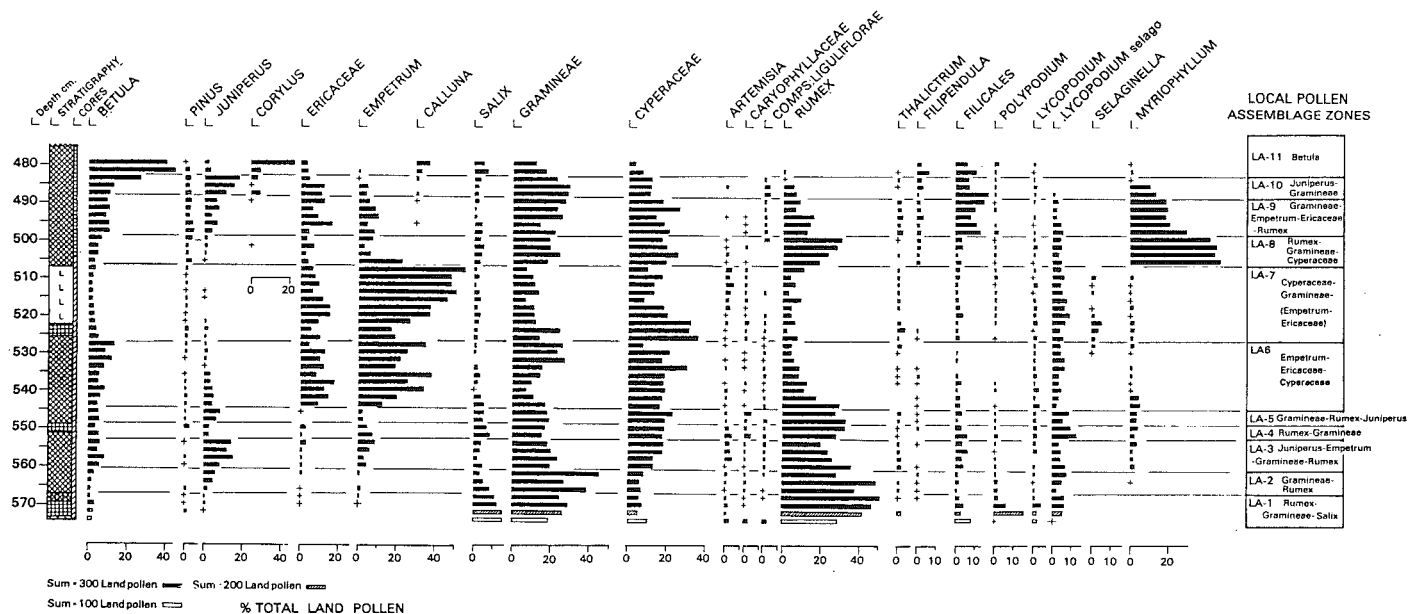 Depth cm.
STRATIGRAPHY
CORES
BETULA
PINUS
JUNIPERUS
CORYLUS
ERICACEAE
EMPETRUM
CALLUNA
SALIX
GRAMINEAE
CYPERACEAE
ARTEMISIA
CARYOPHYLLACEAE
COMPS:LIGULIFLORAE
RUMEX
THALICTRUM
FILIPENDULA
FILICALES
POLYPODIUM
LYCOPODIUM
LYCOPODIUM selago
SELAGINELLA
MYRIOPHYLLUM
LOCAL POLLEN
ASSEMBLAGE ZONES
480
490
500
510
520
530
540
550
560
570
L
L
L
L
0 20
LA-11 Betula
LA-10 Juniperus-
Gramineae
LA-9 Gramineae-
Empetrum-Ericaceae
-Rumex
LA-8 Rumex-
Gramineae-
Cyperaceae
LA-7
Cyperaceae-
Gramineae-
(Empetrum-
Ericaceae)
LA6
Empetrum-
Ericaceae-
Cyperaceae
LA-5 Gramineae-Rumex-Juniperus
LA-4 Rumex-Gramineae
LA-3 Juniperus-Empetrum
-Gramineae-Rumex
LA-2 Gramineae-
Rumex
LA-1 Rumex-
Gramineae-Salix
0 20 40 0 0 20 0 0 0 20 40 0 0 20 40 0 20 40 0 0 0 0 20 40 0 0 10 0 10 0 10 0 0 10 0 10 0 20
Sum = 300 Land pollen Sum = 200 Land pollen
Sum = 100 Land pollen
% TOTAL LAND POLLEN